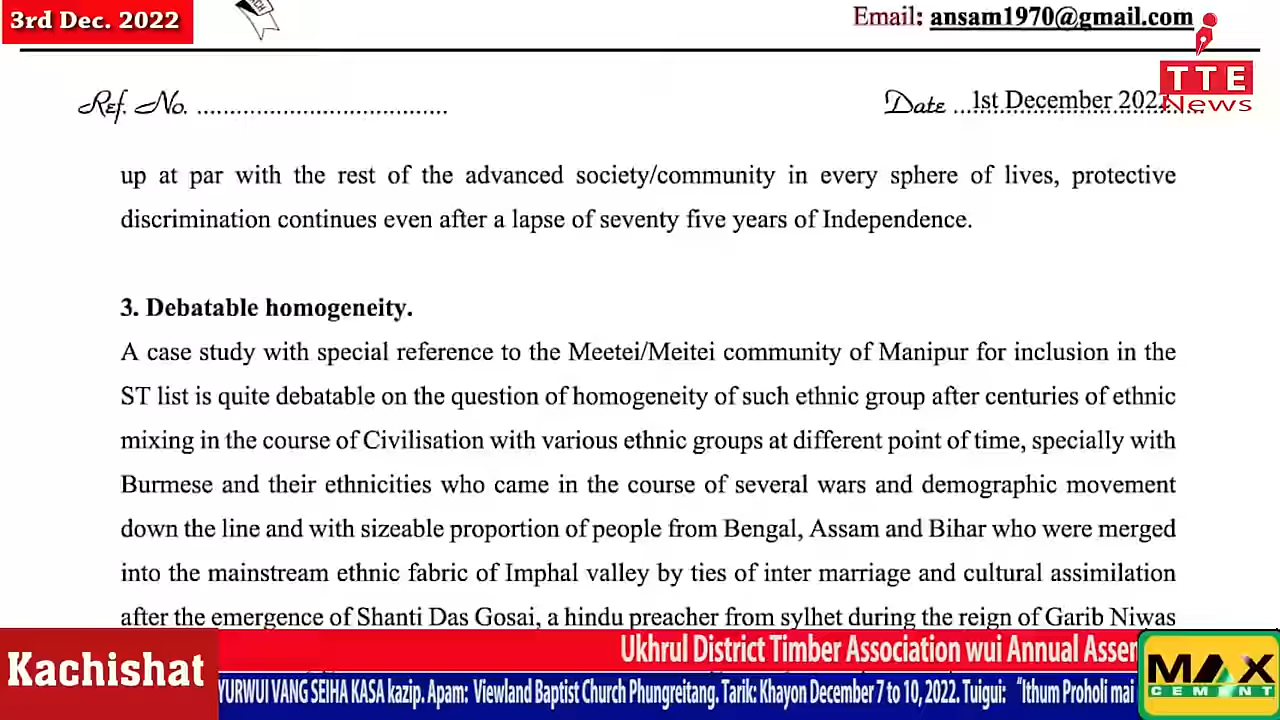 3rd Dec. 2022
Email: ansam1970@gmail.com
TTE
News
Ref. No. ....................................
Date ...1st December 2022
up at par with the rest of the advanced society/community in every sphere of lives, protective
discrimination continues even after a lapse of seventy five years of Independence.
3. Debatable homogeneity.
A case study with special reference to the Meetei/Meitei community of Manipur for inclusion in the
ST list is quite debatable on the question of homogeneity of such ethnic group after centuries of ethnic
mixing in the course of Civilisation with various ethnic groups at different point of time, specially with
Burmese and their ethnicities who came in the course of several wars and demographic movement
down the line and with sizeable proportion of people from Bengal, Assam and Bihar who were merged
into the mainstream ethnic fabric of Imphal valley by ties of inter marriage and cultural assimilation
after the emergence of Shanti Das Gosai, a hindu preacher from sylhet during the reign of Garib Niwas
Kachishat
Ukhrul District Timber Association wui Annual Assem
YURWUI VANG SEIHA KASA kazip. Apam: Viewland Baptist Church Phungreitang. Tarik: Khayon December 7 to 10, 2022. Tuigui: “Ithum Proholi mai
MAX
CEMENT